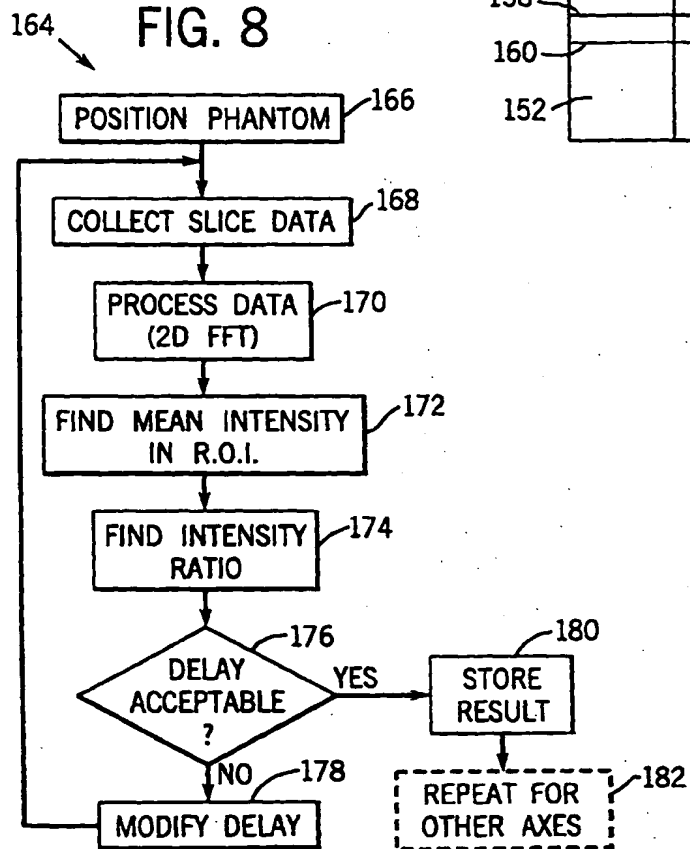 164
FIG. 8
160
152
POSITION PHANTOM
166
COLLECT SLICE DATA
168
PROCESS DATA
(2D FFT)
170
FIND MEAN INTENSITY
IN R.O.I.
172
FIND INTENSITY
RATIO
174
DELAY
ACCEPTABLE
?
176
YES
STORE
RESULT
180
NO
MODIFY DELAY
178
REPEAT FOR
OTHER AXES
182